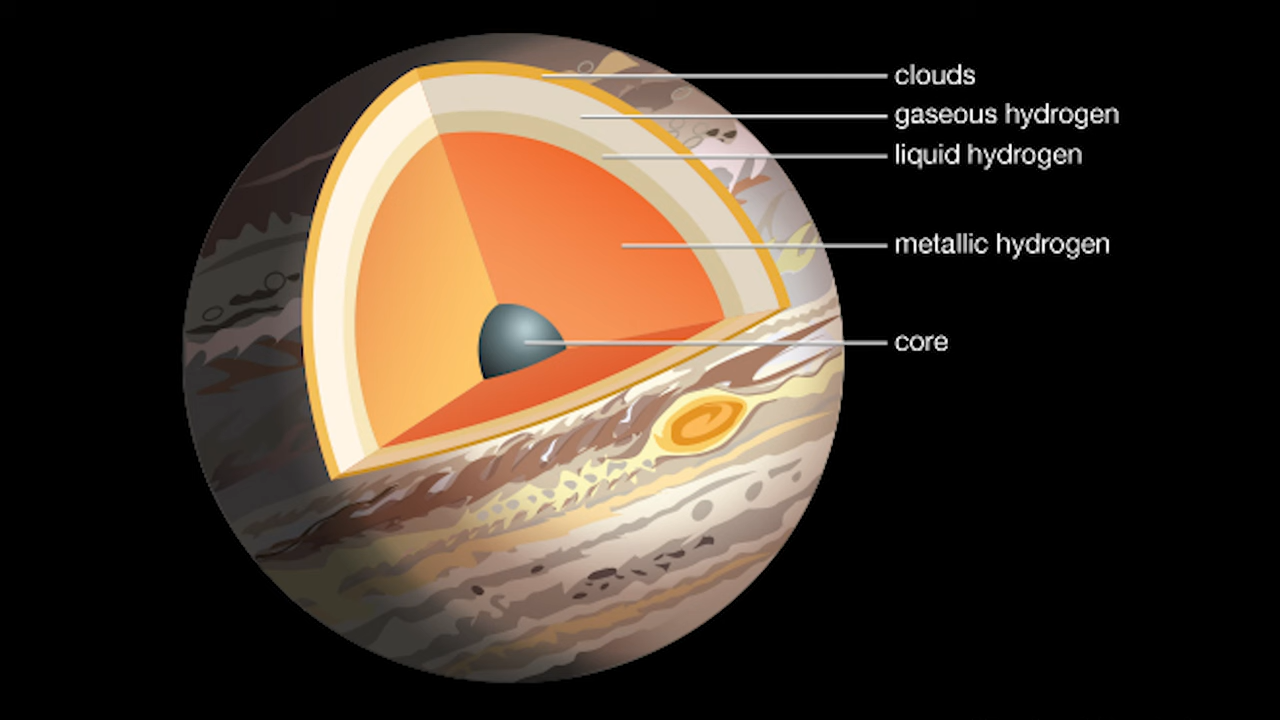 clouds
gaseous hydrogen
liquid hydrogen
metallic hydrogen
core